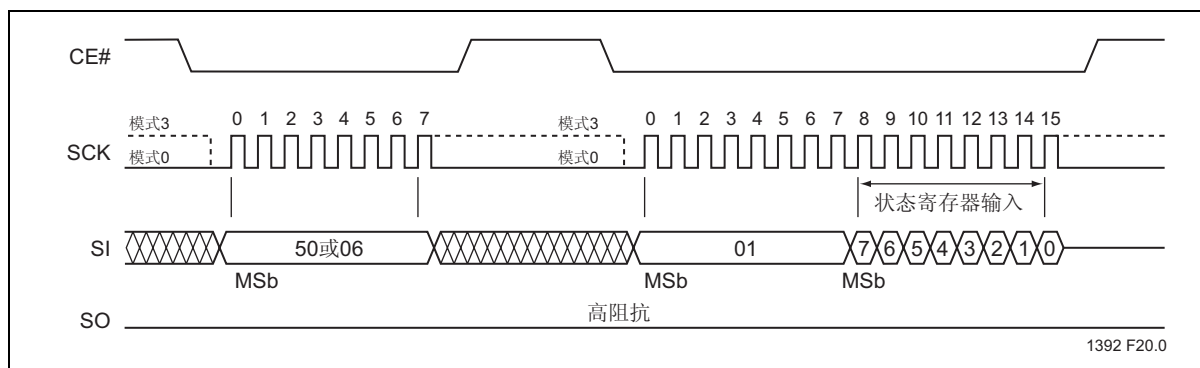 CE#
模式3 0 1 2 3 4 5 6 7 模式3 0 1 2 3 4 5 6 7 8 9 10 11 12 13 14 15
SCK 模式0 模式0
状态寄存器输入
SI 50或06 01 7 6 5 4 3 2 1 0
MSb MSb MSb
高阻抗
SO
1392 F20.0